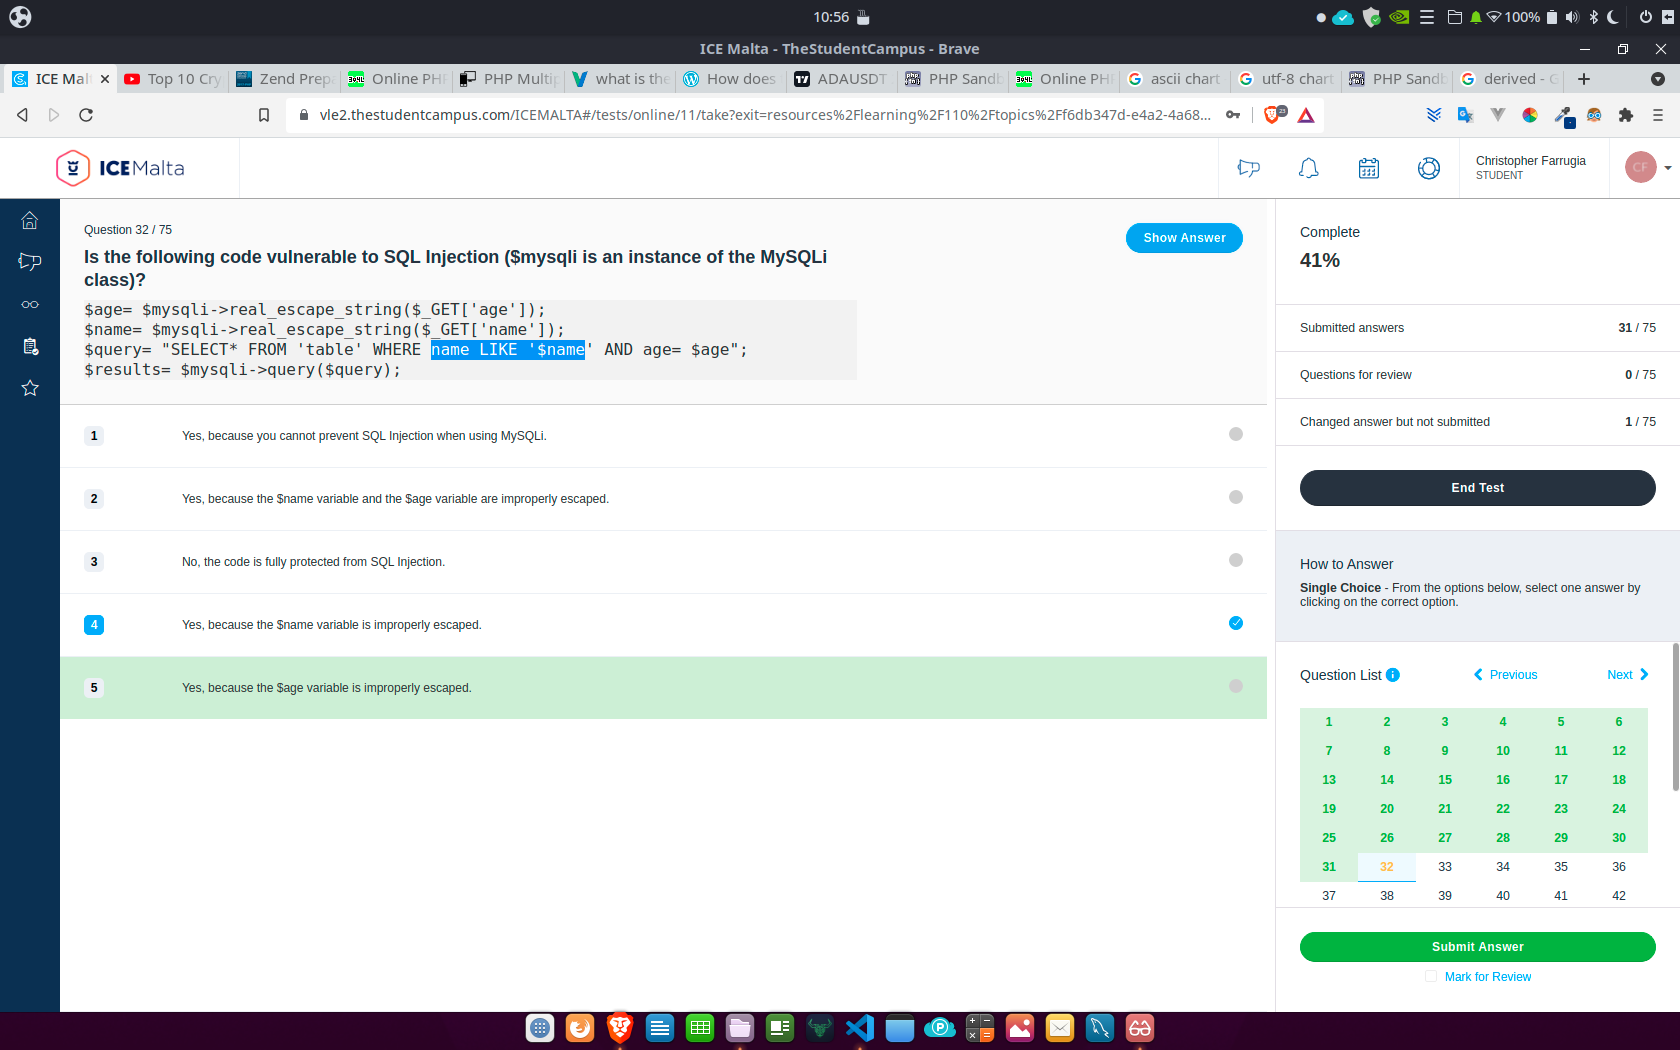 10:56
100%
ICE Malta - TheStudentCampus - Brave
ICE Mal
Top 10 Cry
Zend Prep
Online PH
PHP Multip
what is the
How does
ADAUSDT
PHP Sandb
Online PH
ascii chart
utf-8 chart
PHP Sandb
derived - G
vle2.thestudentcampus.com/ICEMALTA#/tests/online/11/take?exit=resources%2Flearning%2F110%2Ftopics%2Ff6db347d-e4a2-4a68...
ICEMalta
Christopher Farrugia
STUDENT
CF
Question 32 / 75
Show Answer
Is the following code vulnerable to SQL Injection ($mysqli is an instance of the MySQLi
class)?
$age= $mysqli->real_escape_string($_GET['age']);
$name= $mysqli->real_escape_string($_GET['name']);
$query= "SELECT* FROM 'table' WHERE name LIKE '$name' AND age= $age";
$results= $mysqli->query($query);
1 Yes, because you cannot prevent SQL Injection when using MySQLi.
2 Yes, because the $name variable and the $age variable are improperly escaped.
3 No, the code is fully protected from SQL Injection.
4 Yes, because the $name variable is improperly escaped.
5 Yes, because the $age variable is improperly escaped.
Complete
41%
Submitted answers 31 / 75
Questions for review 0 / 75
Changed answer but not submitted 1 / 75
End Test
How to Answer
Single Choice - From the options below, select one answer by
clicking on the correct option.
Question List
Previous
Next
1 2 3 4 5 6
7 8 9 10 11 12
13 14 15 16 17 18
19 20 21 22 23 24
25 26 27 28 29 30
31 32 33 34 35 36
37 38 39 40 41 42
Submit Answer
Mark for Review